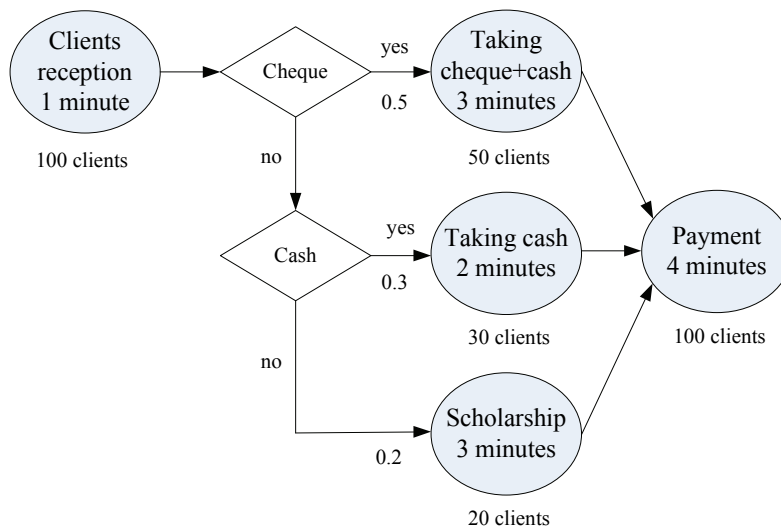 Clients
reception
1 minute
100 clients
Cheque
yes
0.5
Taking
cheque+cash
3 minutes
50 clients
no
Cash
yes
0.3
Taking cash
2 minutes
30 clients
Payment
4 minutes
100 clients
no
0.2
Scholarship
3 minutes
20 clients